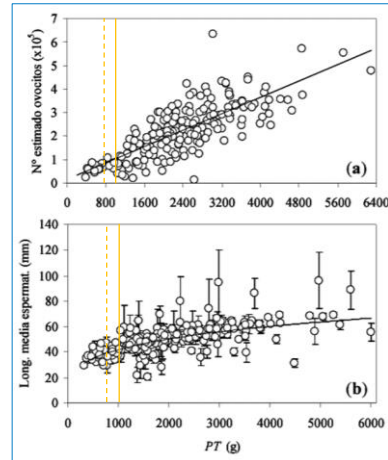 Nº estimado ovocitos (x10⁵)
7
6
5
4
3
2
1
0
(a)
0 800 1600 2400 3200 4000 4800 5600 6400
Long. media espermat. (mm)
140
120
100
80
60
40
20
0
(b)
0 1000 2000 3000 4000 5000 6000
PT (g)